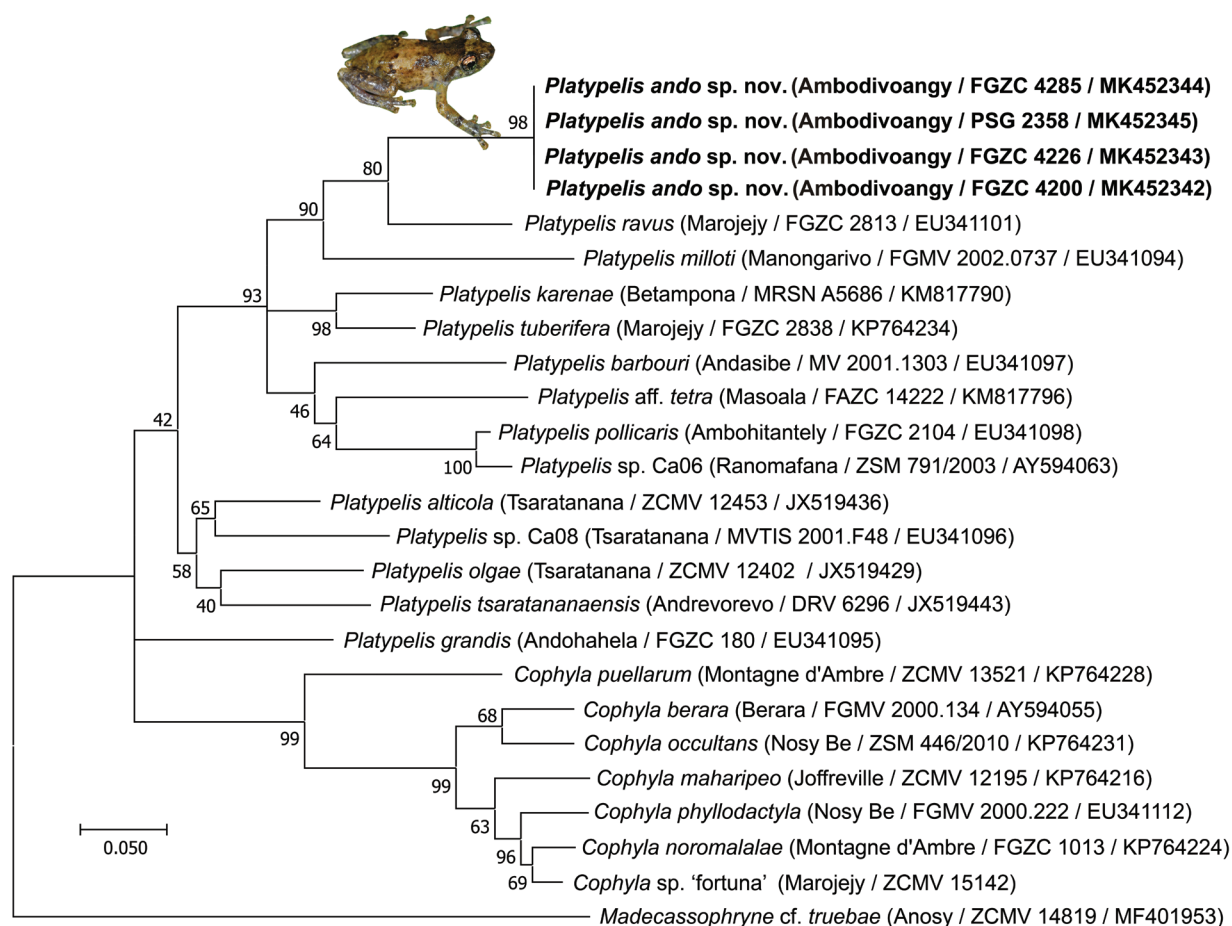 Platypelis ando sp. nov. (Ambodivoangy / FGZC 4285 / MK452344)
98
Platypelis ando sp. nov. (Ambodivoangy / PSG 2358 / MK452345)
Platypelis ando sp. nov. (Ambodivoangy / FGZC 4226 / MK452343)
80
Platypelis ando sp. nov. (Ambodivoangy / FGZC 4200 / MK452342)
90
Platypelis ravus (Marojejy / FGZC 2813 / EU341101)
Platypelis milloti (Manongarivo / FGMV 2002.0737 / EU341094)
93
Platypelis karenae (Betampona / MRSN A5686 / KM817790)
98
Platypelis tuberifera (Marojejy / FGZC 2838 / KP764234)
Platypelis barbouri (Andasibe / MV 2001.1303 / EU341097)
46
Platypelis aff. tetra (Masoala / FAZC 14222 / KM817796)
42
64
Platypelis pollicaris (Ambohitantely / FGZC 2104 / EU341098)
100
Platypelis sp. Ca06 (Ranomafana / ZSM 791/2003 / AY594063)
65
Platypelis alticola (Tsaratanana / ZCMV 12453 / JX519436)
Platypelis sp. Ca08 (Tsaratanana / MVTIS 2001.F48 / EU341096)
58
Platypelis olgae (Tsaratanana / ZCMV 12402 / JX519429)
40
Platypelis tsaratananaensis (Andrevorevo / DRV 6296 / JX519443)
Platypelis grandis (Andohahela / FGZC 180 / EU341095)
Cophyla puellarum (Montagne d'Ambre / ZCMV 13521 / KP764228)
99
68
Cophyla berara (Berara / FGMV 2000.134 / AY594055)
Cophyla occultans (Nosy Be / ZSM 446/2010 / KP764231)
99
Cophyla maharipeo (Joffreville / ZCMV 12195 / KP764216)
63
Cophyla phyllodactyla (Nosy Be / FGMV 2000.222 / EU341112)
0.050
96
Cophyla noromalalae (Montagne d'Ambre / FGZC 1013 / KP764224)
69
Cophyla sp. ‘fortuna’ (Marojejy / ZCMV 15142)
Madecassophryne cf. truebae (Anosy / ZCMV 14819 / MF401953)